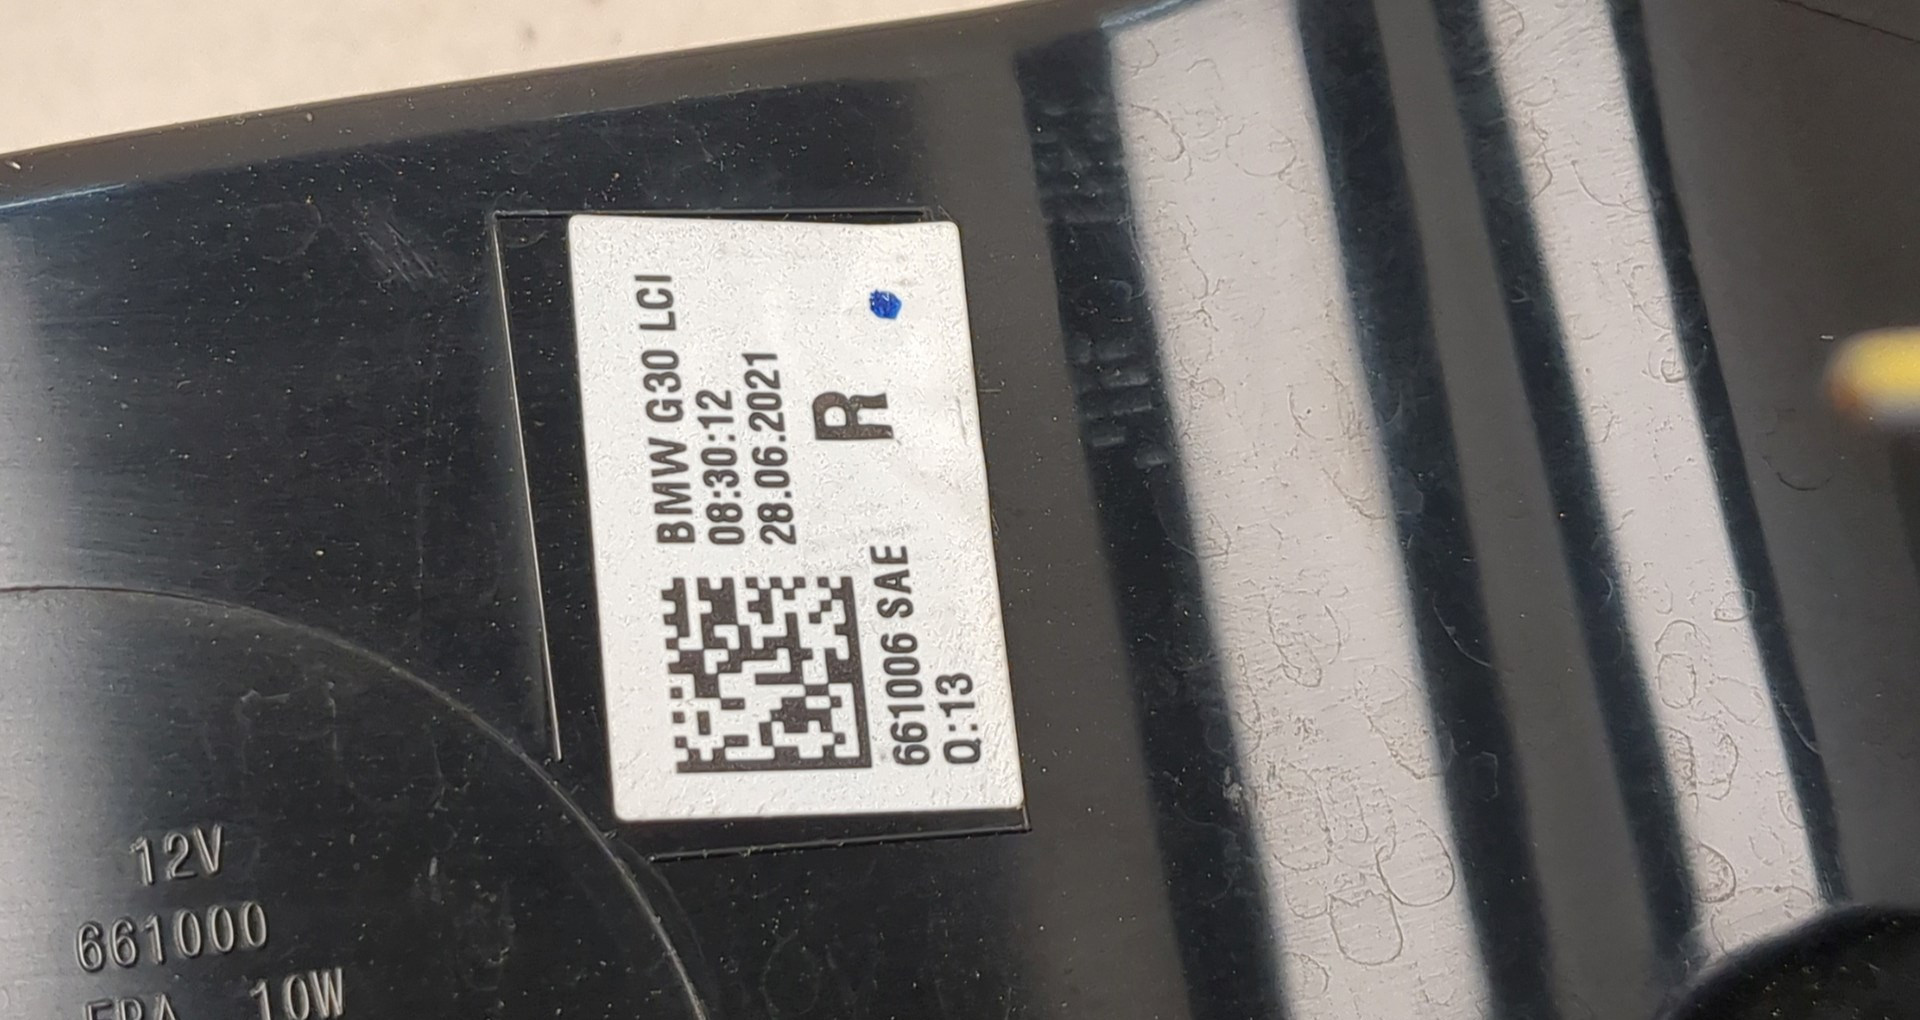 BMW G30 LCI
08:30:12
28.06.2021
R
661006 SAE
Q:13
12V
661000
10W